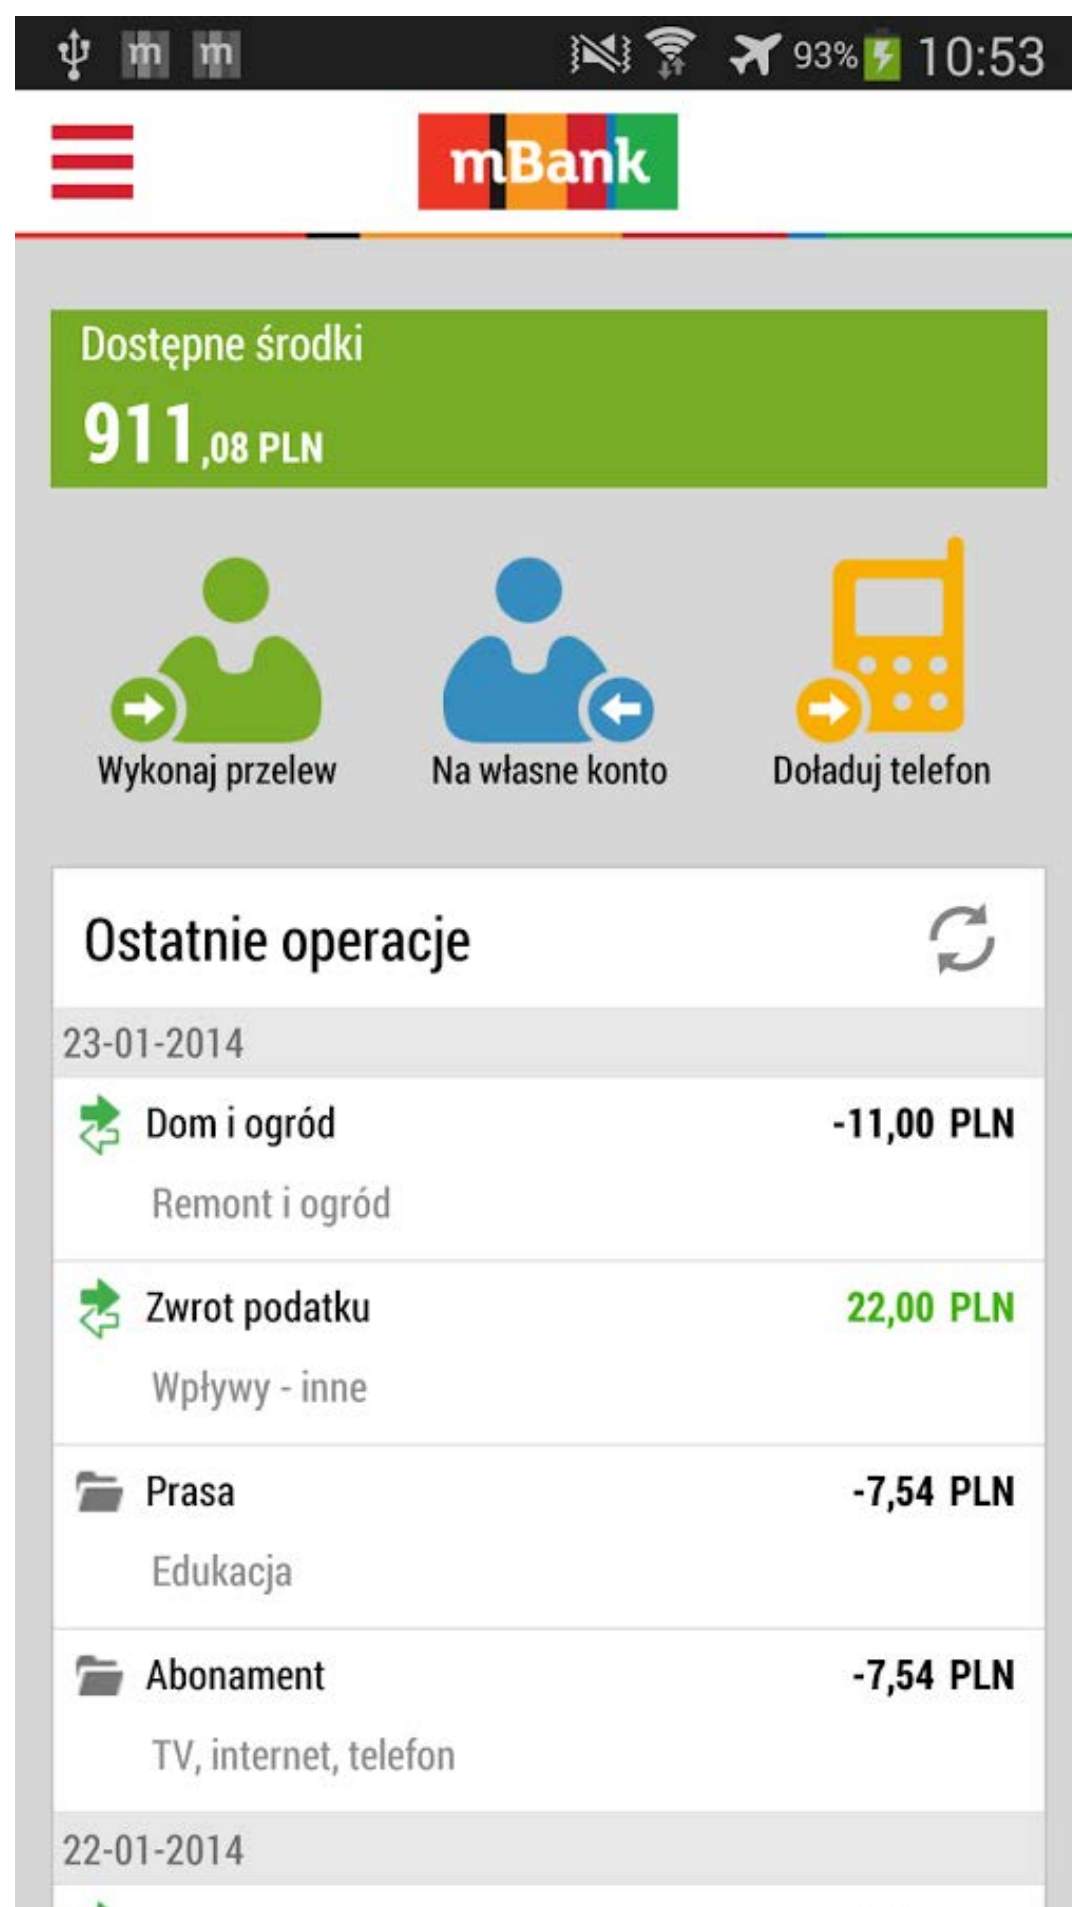 m m 93% 10:53
mBank
Dostępne środki
911,08 PLN
Wykonaj przelew Na własne konto Doładuj telefon
Ostatnie operacje
23-01-2014
Dom i ogród -11,00 PLN
Remont i ogród
Zwrot podatku 22,00 PLN
Wpływy - inne
Prasa -7,54 PLN
Edukacja
Abonament -7,54 PLN
TV, internet, telefon
22-01-2014